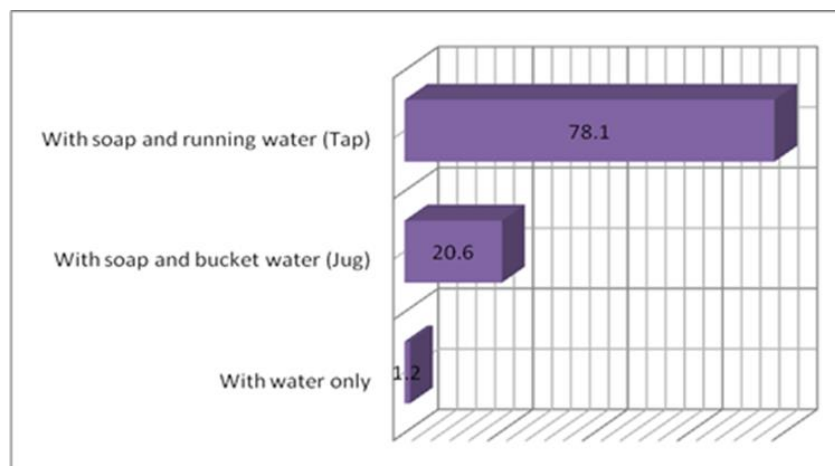 With soap and running water (Tap)
78.1
With soap and bucket water (Jug)
20.6
With water only
1.2